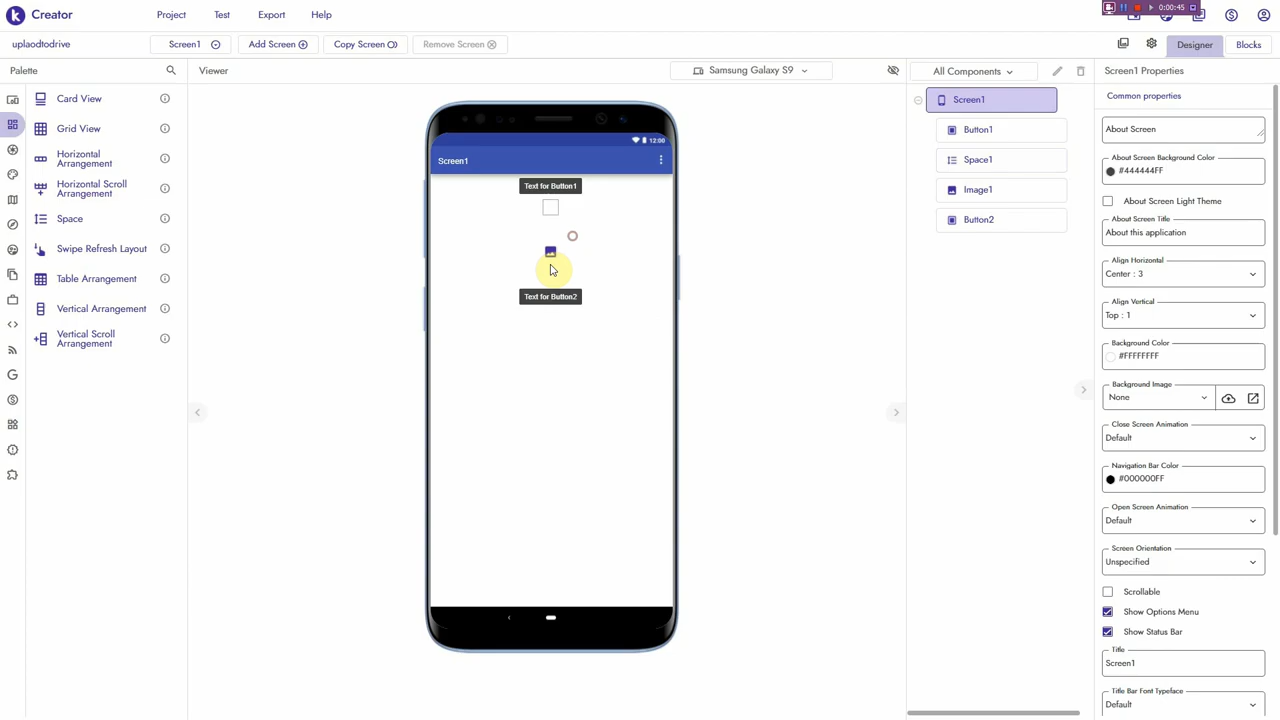 Creator
Project
Test
Export
Help
0:00:45
uplaodtodrive
Screen1
Add Screen
Copy Screen
Remove Screen
Designer
Blocks
Palette
Viewer
Samsung Galaxy S9
All Components
Screen1 Properties
Card View
Grid View
Horizontal
Arrangement
Horizontal Scroll
Arrangement
Space
Swipe Refresh Layout
Table Arrangement
Vertical Arrangement
Vertical Scroll
Arrangement
12:00
Screen1
Text for Button1
Text for Button2
Screen1
Button1
Space1
Image1
Button2
Common properties
About Screen
About Screen Background Color
#444444FF
About Screen Light Theme
About Screen Title
About this application
Align Horizontal
Center : 3
Align Vertical
Top : 1
Background Color
#FFFFFFFF
Background Image
None
Close Screen Animation
Default
Navigation Bar Color
#000000FF
Open Screen Animation
Default
Screen Orientation
Unspecified
Scrollable
Show Options Menu
Show Status Bar
Title
Screen1
Title Bar Font Typeface
Default